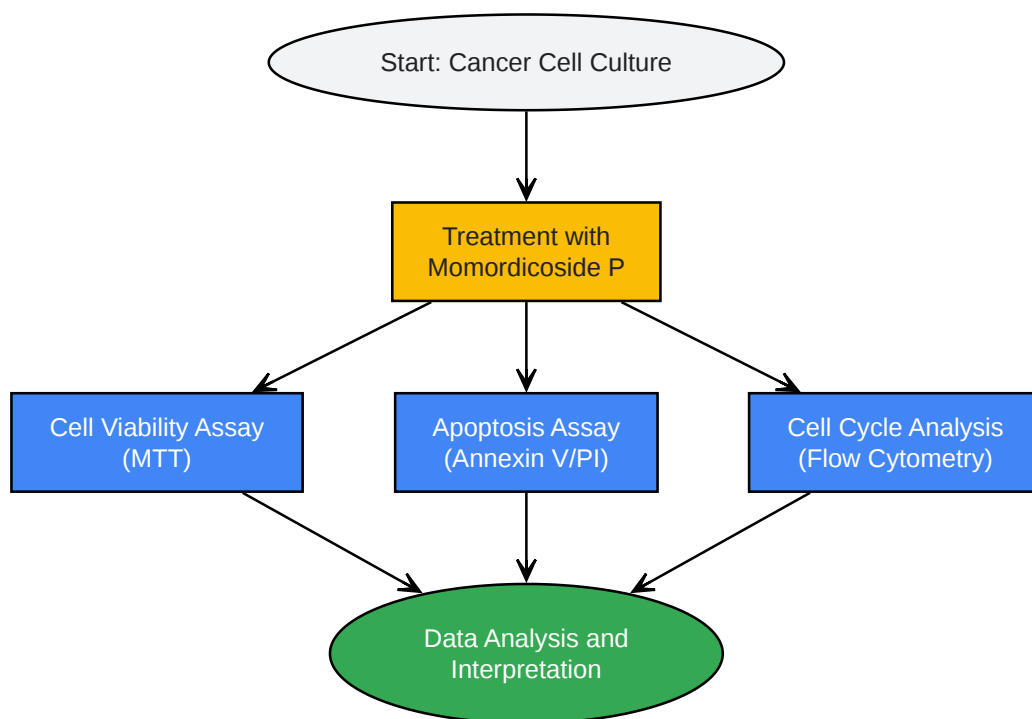 Start: Cancer Cell Culture
Treatment with
Momordicoside P
Cell Viability Assay
(MTT)
Apoptosis Assay
(Annexin V/PI)
Cell Cycle Analysis
(Flow Cytometry)
Data Analysis and
Interpretation